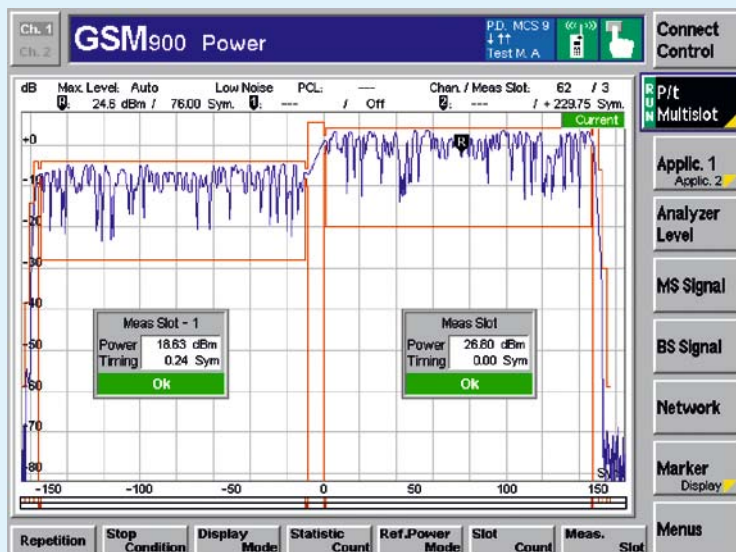 Ch. 1
Ch. 2
GSM900 Power
P.D. MCS 9
↓ ↑↑
Test M. A
Connect
Control
dB Max. Level: Auto Low Noise PCL: --- Chan. / Meas Slot: 62 / 3
R: 24.6 dBm / 76.00 Sym. 1: --- / Off 2: --- / +229.75 Sym.
Current
RUN
P/t
Multislot
+0
-10
-20
-30
-40
-50
-60
-70
-80
R
Applic. 1
Applic. 2
Analyzer
Level
MS Signal
BS Signal
Network
Marker
Display
Menus
Meas Slot - 1
Power 18.63 dBm
Timing 0.24 Sym
Ok
Meas Slot
Power 26.80 dBm
Timing 0.00 Sym
Ok
Sym
-150 -100 -50 0 50 100 150
Repetition
Stop
Condition
Display
Mode
Statistic
Count
Ref.Power
Mode
Slot
Count
Meas.
Slot